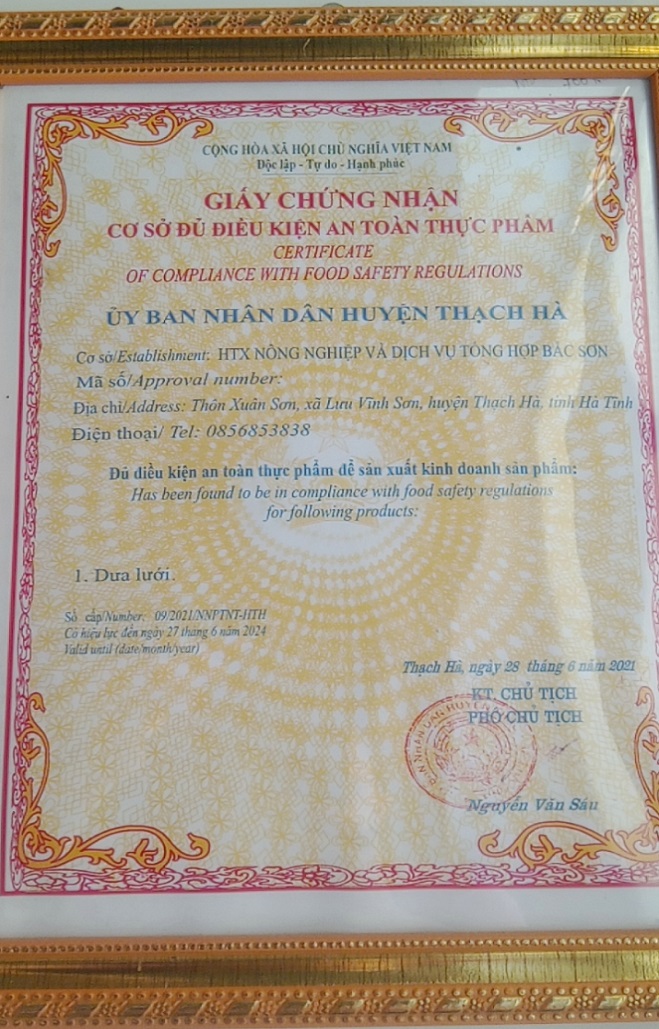 CỘNG HÒA XÃ HỘI CHỦ NGHĨA VIỆT NAM
Độc lập - Tự do - Hạnh phúc
GIẤY CHỨNG NHẬN
CƠ SỞ ĐỦ ĐIỀU KIỆN AN TOÀN THỰC PHẨM
CERTIFICATE
OF COMPLIANCE WITH FOOD SAFETY REGULATIONS
ỦY BAN NHÂN DÂN HUYỆN THẠCH HÀ
Cơ sở/Establishment: HTX NÔNG NGHIỆP VÀ DỊCH VỤ TỔNG HỢP BẮC SƠN
Mã số/Approval number:
Địa chỉ/Address: Thôn Xuân Sơn, xã Lưu Vĩnh Sơn, huyện Thạch Hà, tỉnh Hà Tĩnh
Điện thoại/ Tel: 0856853838
Đủ điều kiện an toàn thực phẩm để sản xuất kinh doanh sản phẩm:
Has been found to be in compliance with food safety regulations
for following products:
1. Dưa lưới.
Số cấp/Number: 09/2021/NNPTNT-HTH
Có hiệu lực đến ngày 27 tháng 6 năm 2024
Valid until (date/month/year)
Thạch Hà, ngày 28 tháng 6 năm 2021
KT. CHỦ TỊCH
PHÓ CHỦ TỊCH
Nguyễn Văn Sáu